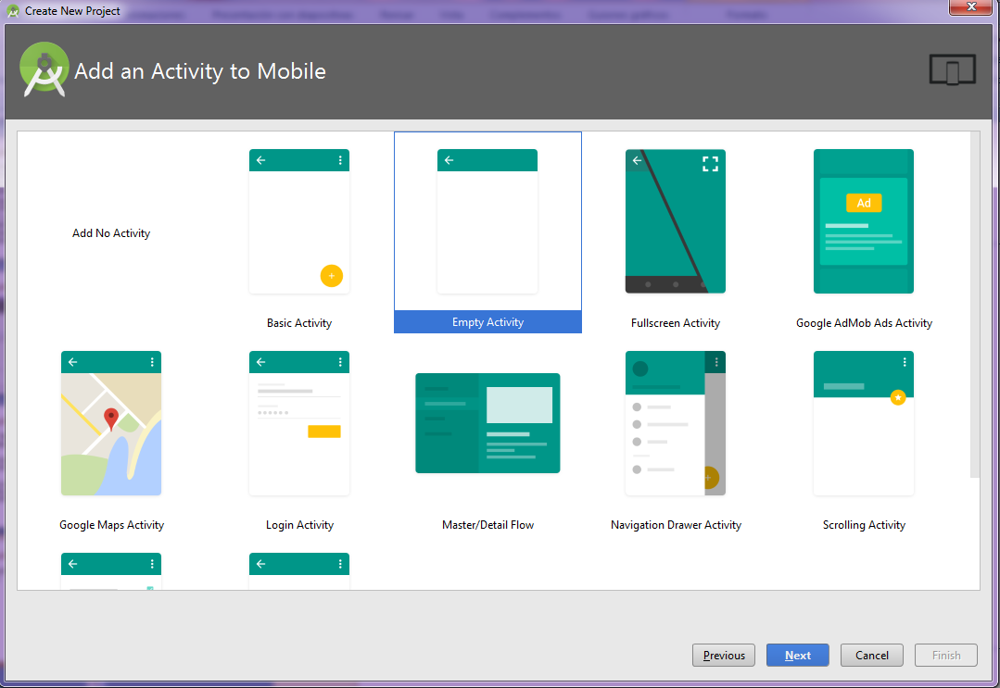 Create New Project
Add an Activity to Mobile
Add No Activity
Basic Activity
Empty Activity
Fullscreen Activity
Ad
Google AdMob Ads Activity
Google Maps Activity
Login Activity
Master/Detail Flow
Navigation Drawer Activity
Scrolling Activity
Previous
Next
Cancel
Finish